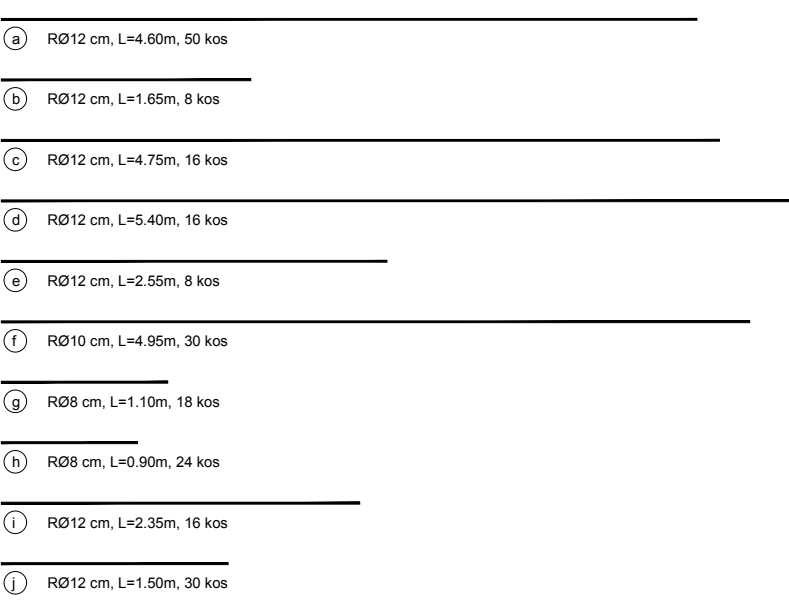 a RØ12 cm, L=4.60m, 50 kos
b RØ12 cm, L=1.65m, 8 kos
c RØ12 cm, L=4.75m, 16 kos
d RØ12 cm, L=5.40m, 16 kos
e RØ12 cm, L=2.55m, 8 kos
f RØ10 cm, L=4.95m, 30 kos
g RØ8 cm, L=1.10m, 18 kos
h RØ8 cm, L=0.90m, 24 kos
i RØ12 cm, L=2.35m, 16 kos
j RØ12 cm, L=1.50m, 30 kos